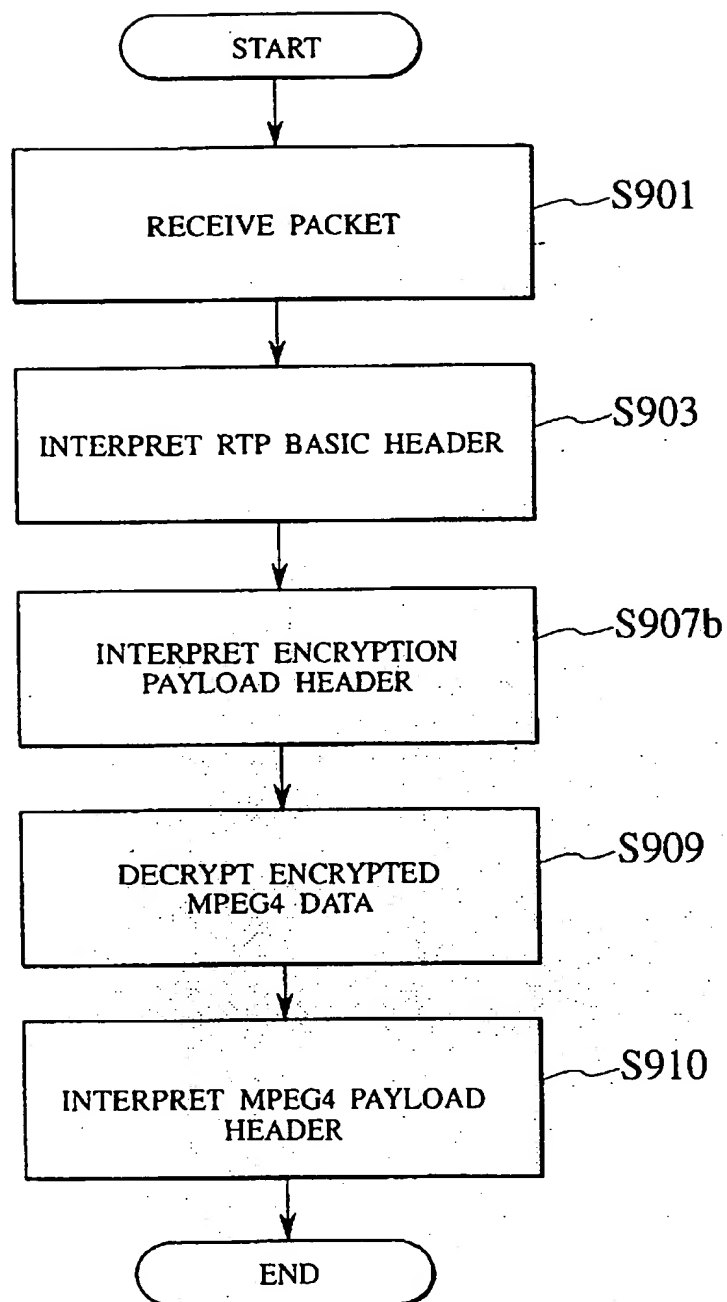 START
RECEIVE PACKET
S901
INTERPRET RTP BASIC HEADER
S903
INTERPRET ENCRYPTION
PAYLOAD HEADER
S907b
DECRYPT ENCRYPTED
MPEG4 DATA
S909
INTERPRET MPEG4 PAYLOAD
HEADER
S910
END